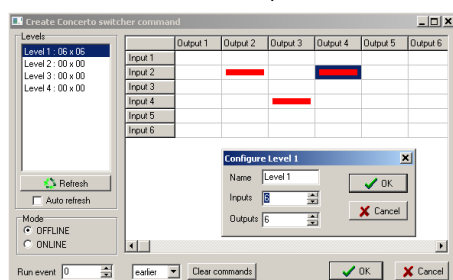 Create Concerto switcher command
Levels
Level 1 : 06 x 06
Level 2 : 00 x 00
Level 3 : 00 x 00
Level 4 : 00 x 00
Refresh
Auto refresh
Mode
OFFLINE
ONLINE
Output 1 Output 2 Output 3 Output 4 Output 5 Output 6
Input 1
Input 2
Input 3
Input 4
Input 5
Input 6
Configure Level 1
Name Level 1
Inputs 6
Outputs 6
OK
Cancel
Run event 0 earlier Clear commands OK Cancel